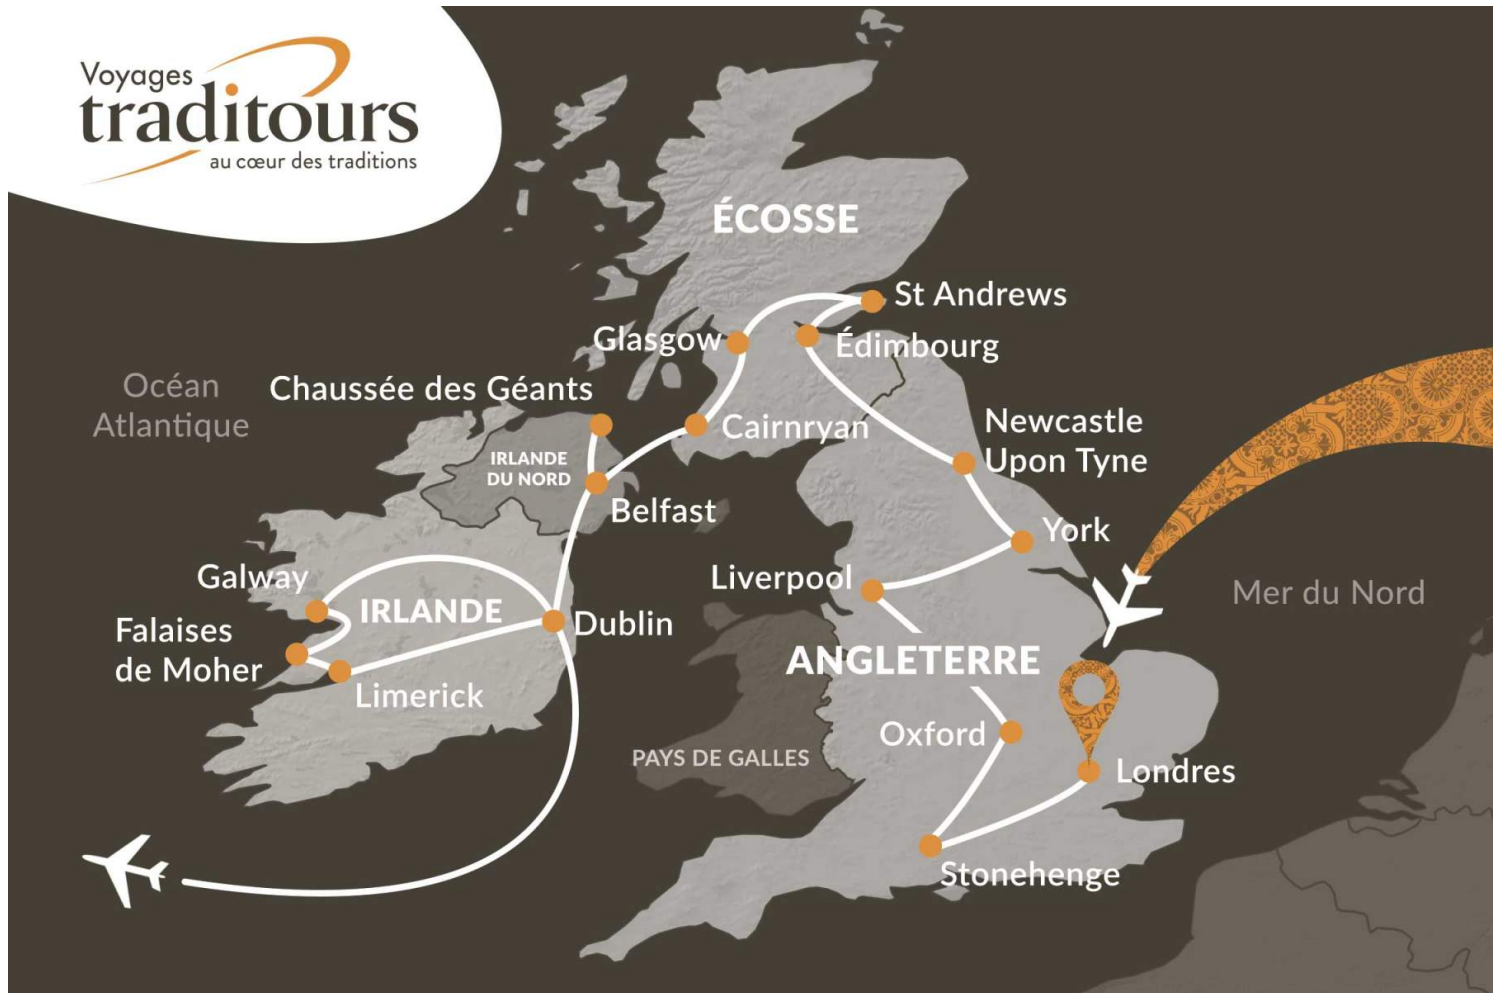 Voyages
traditours
au cœur des traditions
ÉCOSSE
St Andrews
Glasgow
Édimbourg
Chaussée des Géants
Océan
Atlantique
Cairnryan
Newcastle
Upon Tyne
IRLANDE
DU NORD
Belfast
York
Galway
Liverpool
Mer du Nord
IRLANDE
Dublin
Falaises
de Moher
ANGLETERRE
Limerick
Oxford
PAYS DE GALLES
Londres
Stonehenge